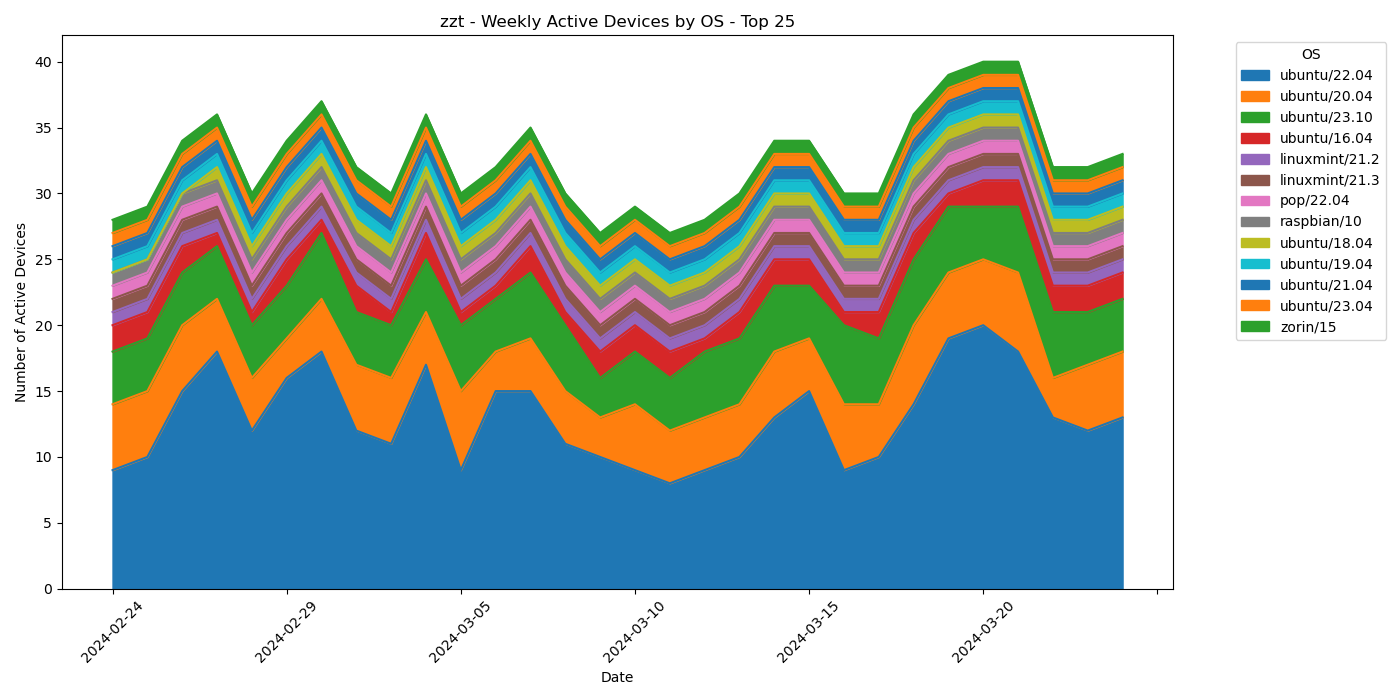 zzt - Weekly Active Devices by OS - Top 25
Number of Active Devices
40
35
30
25
20
15
10
5
0
2024-02-24
2024-02-29
2024-03-05
2024-03-10
2024-03-15
2024-03-20
Date
OS
ubuntu/22.04
ubuntu/20.04
ubuntu/23.10
ubuntu/16.04
linuxmint/21.2
linuxmint/21.3
pop/22.04
raspbian/10
ubuntu/18.04
ubuntu/19.04
ubuntu/21.04
ubuntu/23.04
zorin/15